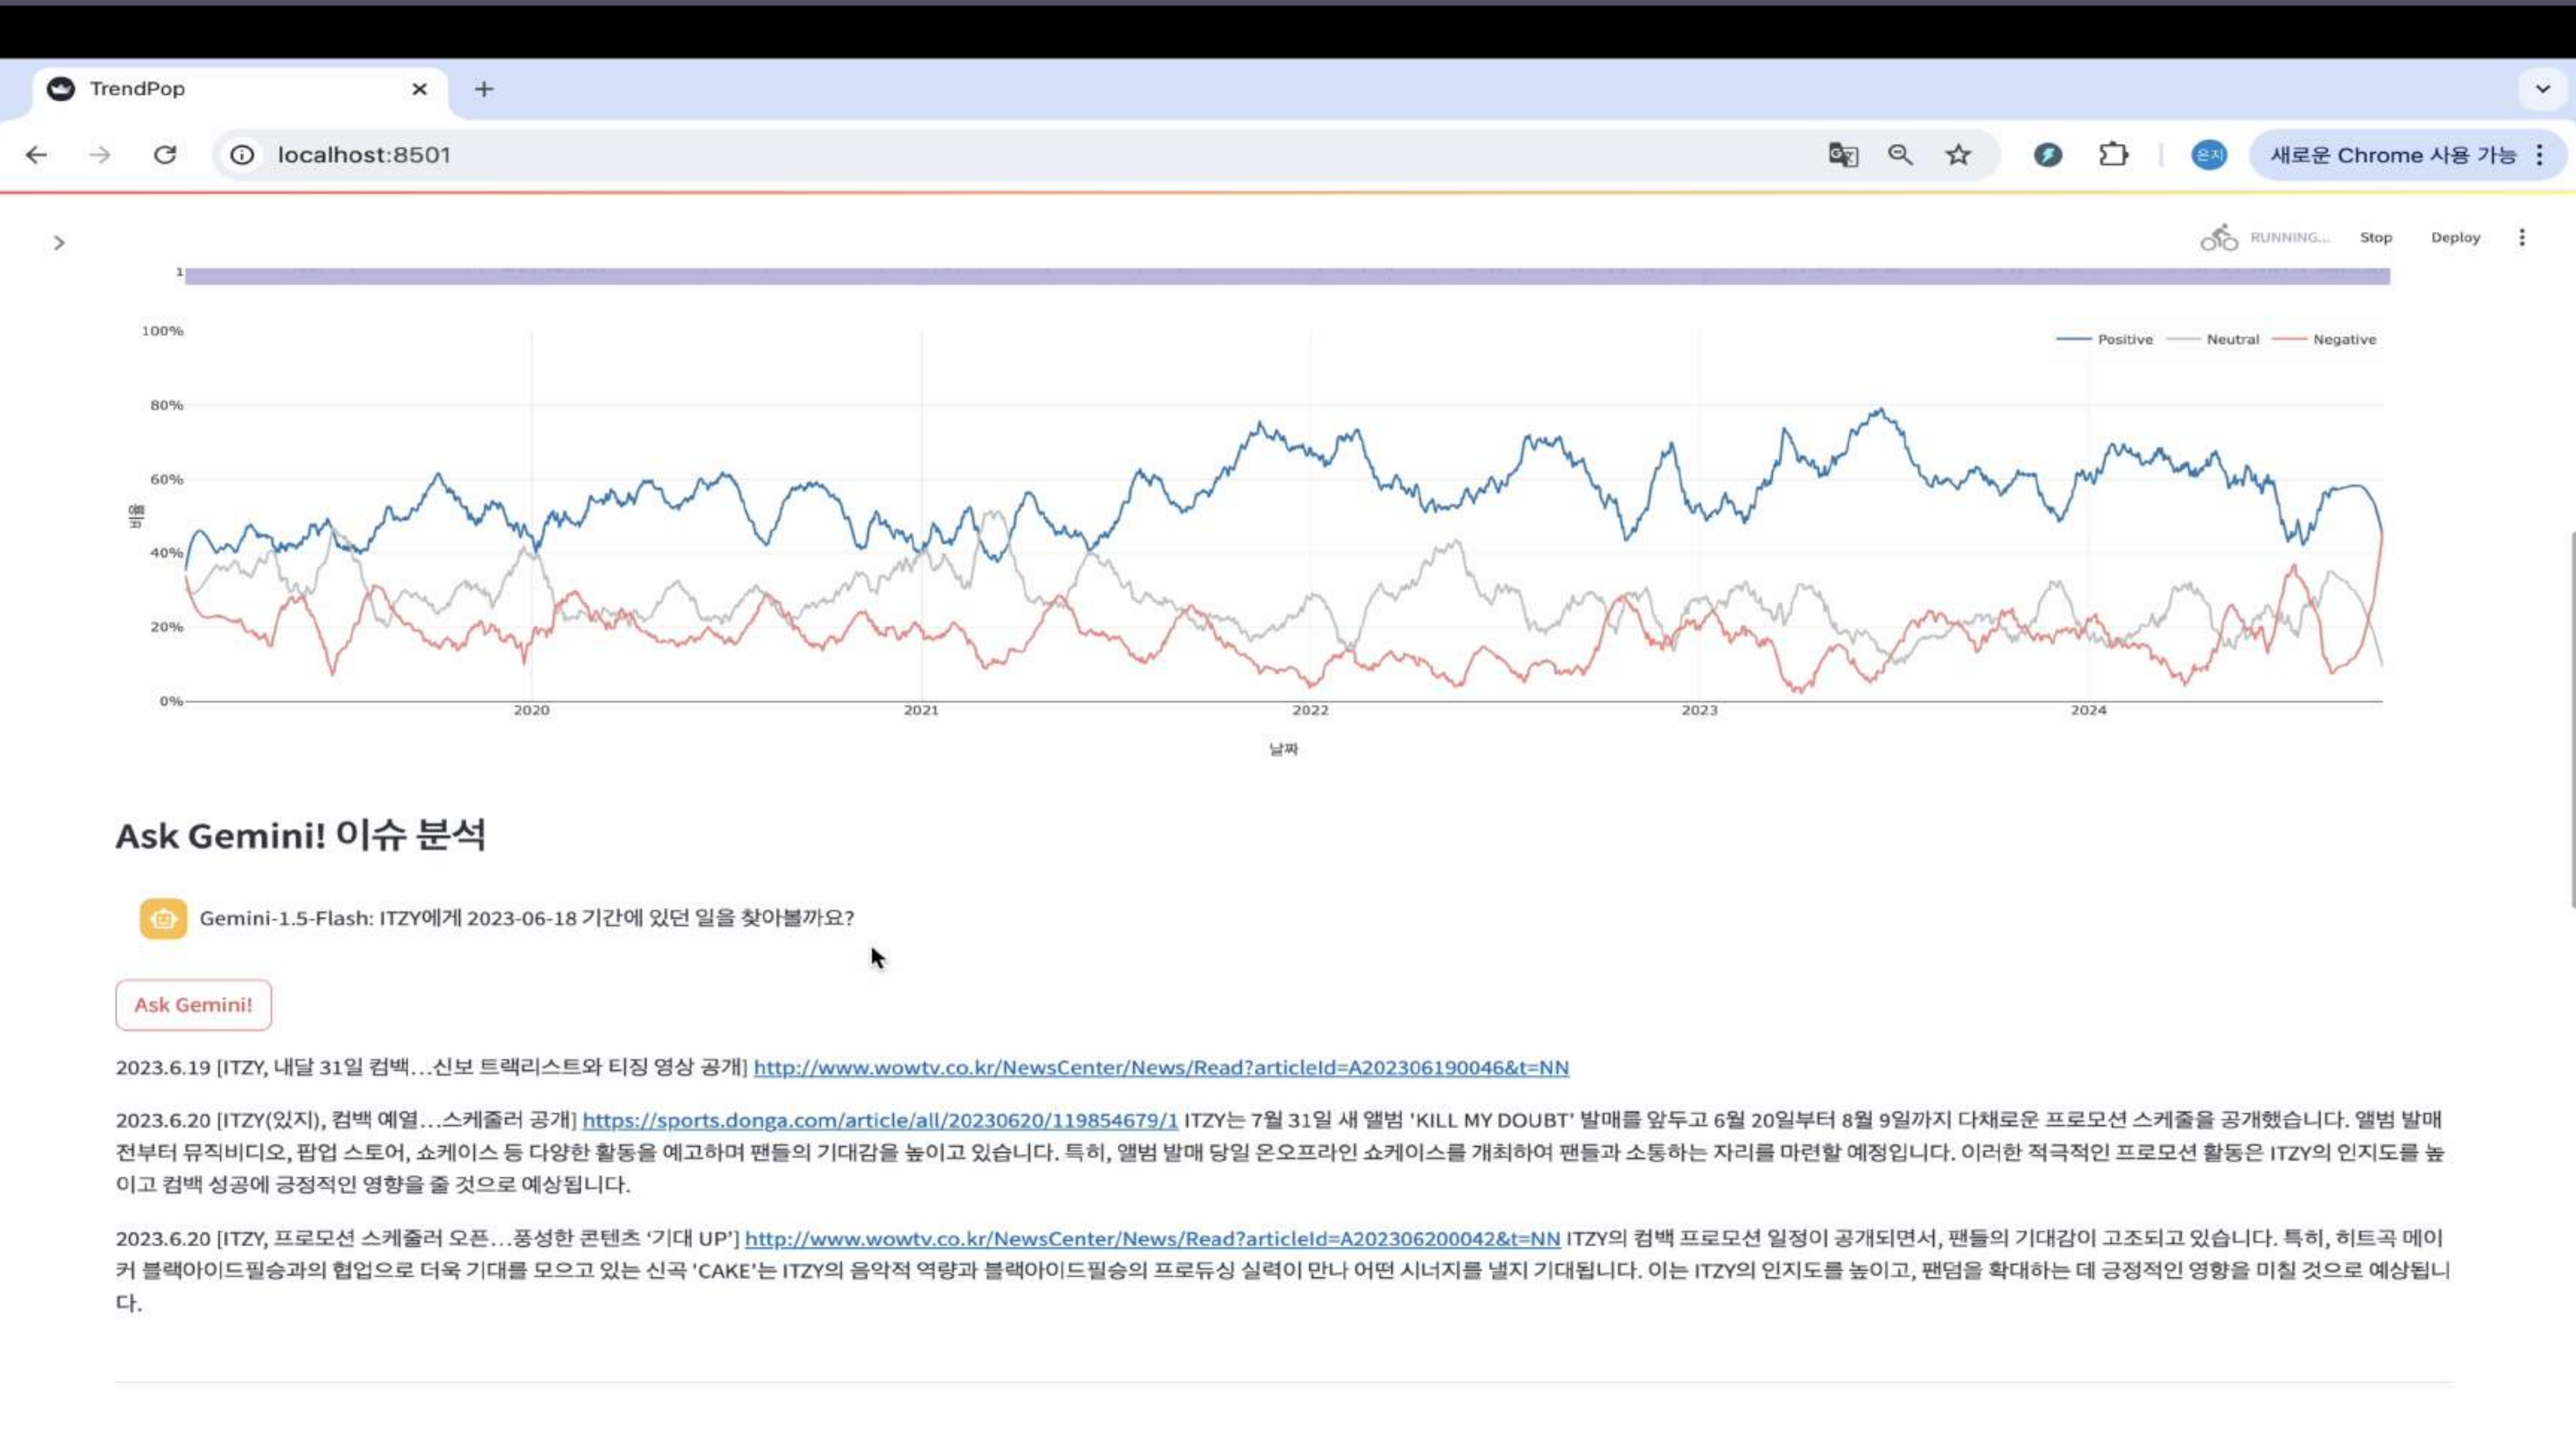 TrendPop
localhost:8501
은지
새로운 Chrome 사용 가능
RUNNING...
Stop
Deploy
1
100%
80%
60%
40%
20%
0%
비율
Positive
Neutral
Negative
2020
2021
2022
2023
2024
날짜
Ask Gemini! 이슈 분석
Gemini-1.5-Flash: ITZY에게 2023-06-18 기간에 있던 일을 찾아볼까요?
Ask Gemini!
2023.6.19 [ITZY, 내달 31일 컴백…신보 트랙리스트와 티징 영상 공개] http://www.wowtv.co.kr/NewsCenter/News/Read?articleId=A202306190046&t=NN
2023.6.20 [ITZY(있지), 컴백 예열…스케줄러 공개] https://sports.donga.com/article/all/20230620/119854679/1 ITZY는 7월 31일 새 앨범 'KILL MY DOUBT' 발매를 앞두고 6월 20일부터 8월 9일까지 다채로운 프로모션 스케줄을 공개했습니다. 앨범 발매
전부터 뮤직비디오, 팝업 스토어, 쇼케이스 등 다양한 활동을 예고하며 팬들의 기대감을 높이고 있습니다. 특히, 앨범 발매 당일 온오프라인 쇼케이스를 개최하여 팬들과 소통하는 자리를 마련할 예정입니다. 이러한 적극적인 프로모션 활동은 ITZY의 인지도를 높
이고 컴백 성공에 긍정적인 영향을 줄 것으로 예상됩니다.
2023.6.20 [ITZY, 프로모션 스케줄러 오픈…풍성한 콘텐츠 ‘기대 UP’] http://www.wowtv.co.kr/NewsCenter/News/Read?articleId=A202306200042&t=NN ITZY의 컴백 프로모션 일정이 공개되면서, 팬들의 기대감이 고조되고 있습니다. 특히, 히트곡 메이
커 블랙아이드필승과의 협업으로 더욱 기대를 모으고 있는 신곡 'CAKE'는 ITZY의 음악적 역량과 블랙아이드필승의 프로듀싱 실력이 만나 어떤 시너지를 낼지 기대됩니다. 이는 ITZY의 인지도를 높이고, 팬덤을 확대하는 데 긍정적인 영향을 미칠 것으로 예상됩니
다.